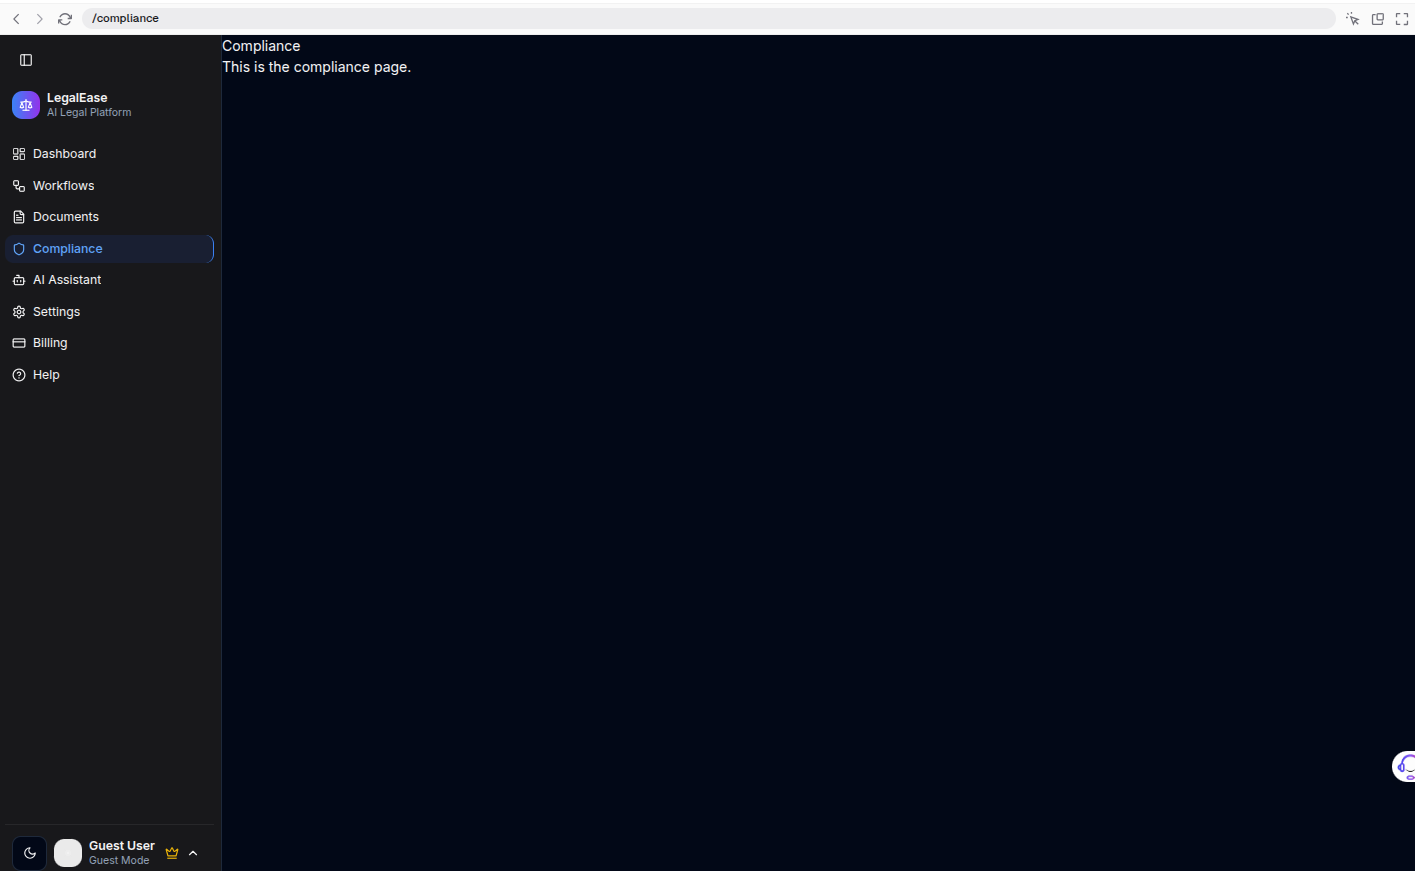 /compliance
LegalEase
AI Legal Platform
Dashboard
Workflows
Documents
Compliance
AI Assistant
Settings
Billing
Help
Guest User
Guest Mode
Compliance
This is the compliance page.